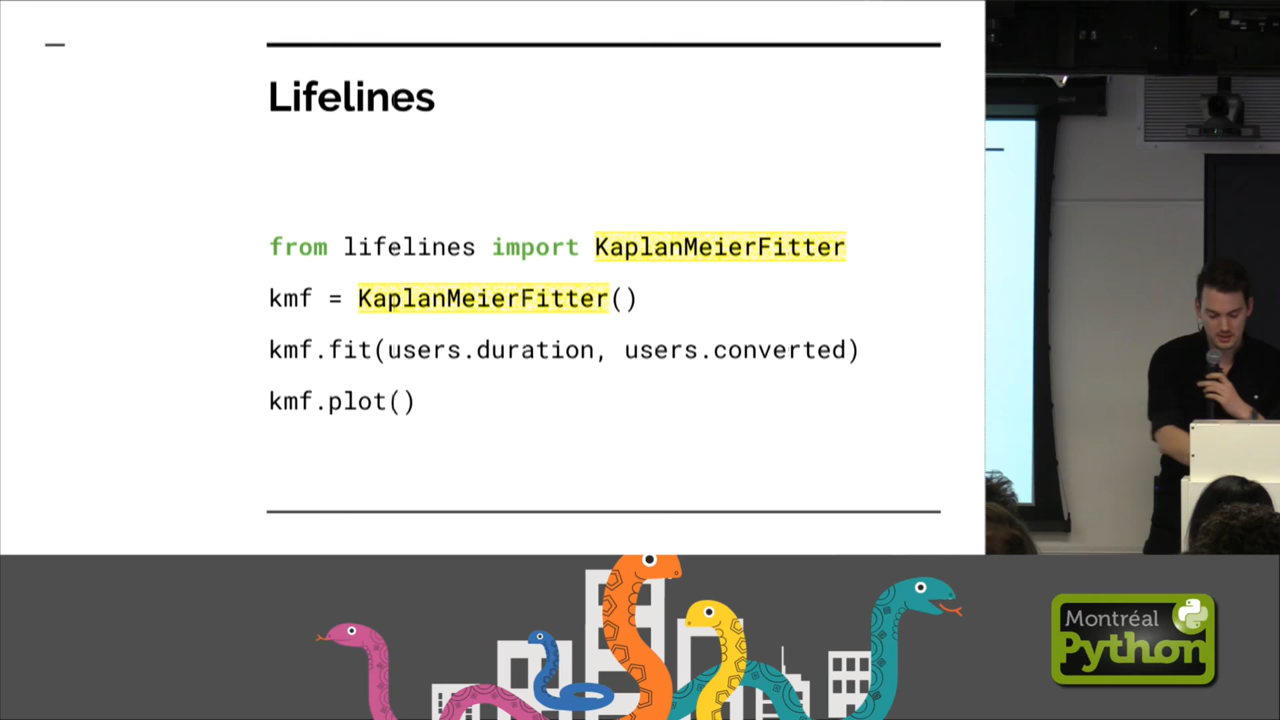 Lifelines
from lifelines import KaplanMeierFitter
kmf = KaplanMeierFitter()
kmf.fit(users.duration, users.converted)
kmf.plot()
Montréal
Python